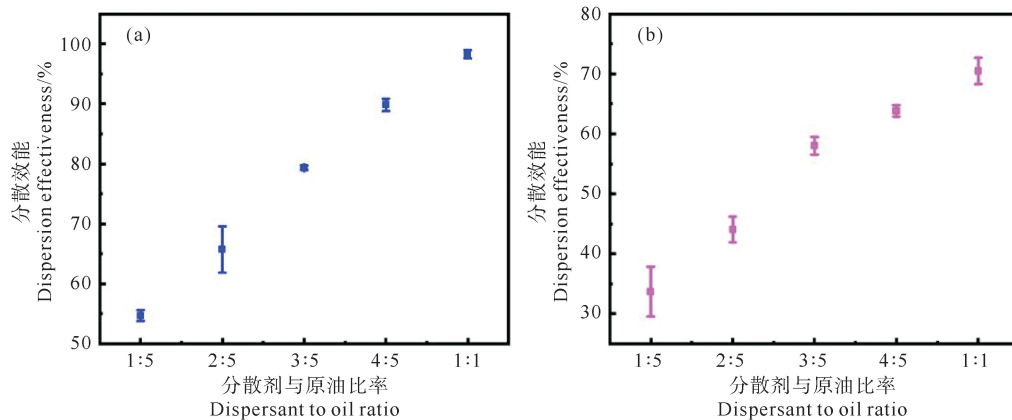 (a)
100
90
80
70
60
50
分散效能
Dispersion effectiveness/%
1:5 2:5 3:5 4:5 1:1
分散剂与原油比率
Dispersant to oil ratio
(b)
80
70
60
50
40
30
分散效能
Dispersion effectiveness/%
1:5 2:5 3:5 4:5 1:1
分散剂与原油比率
Dispersant to oil ratio